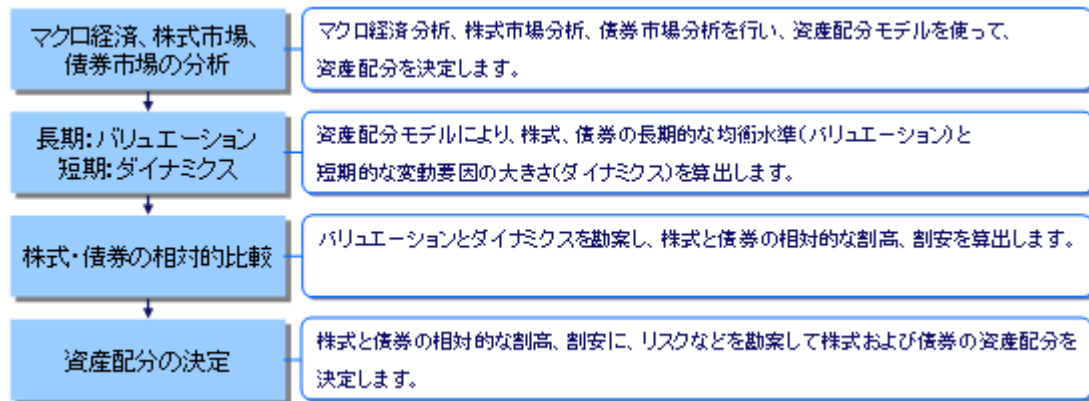 マクロ経済、株式市場、
債券市場の分析
マクロ経済分析、株式市場分析、債券市場分析を行い、資産配分モデルを使って、
資産配分を決定します。
長期:バリュエーション
短期:ダイナミクス
資産配分モデルにより、株式、債券の長期的な均衡水準(バリュエーション)と
短期的な変動要因の大きさ(ダイナミクス)を算出します。
株式・債券の相対的比較
バリュエーションとダイナミクスを勘案し、株式と債券の相対的な割高、割安を算出します。
資産配分の決定
株式と債券の相対的な割高、割安に、リスクなどを勘案して株式および債券の資産配分を
決定します。